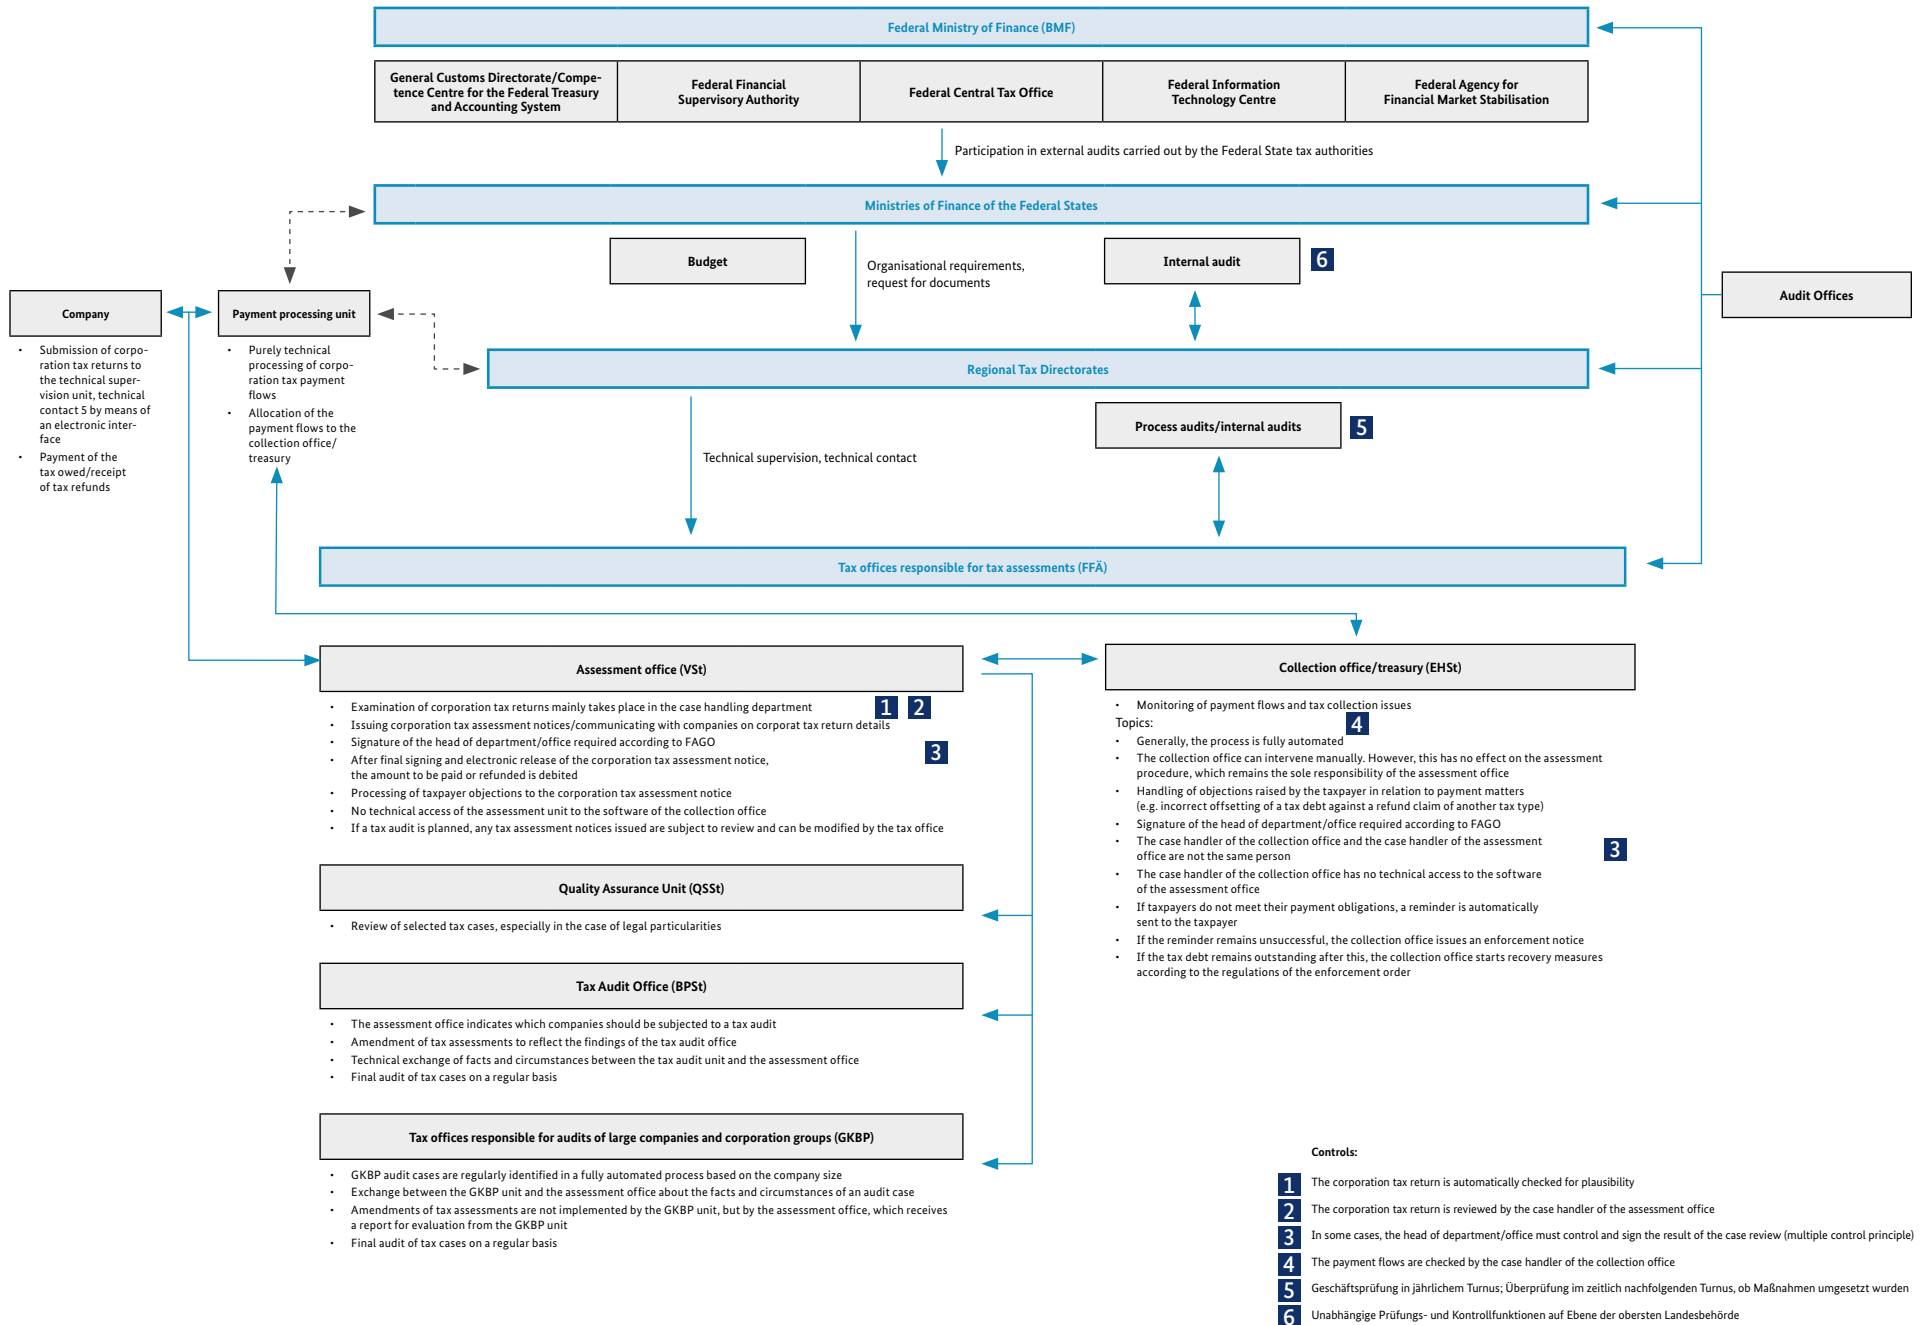 Federal Ministry of Finance (BMF)
General Customs Directorate/Compe-
tence Centre for the Federal Treasury
and Accounting System
Federal Financial
Supervisory Authority
Federal Central Tax Office
Federal Information
Technology Centre
Federal Agency for
Financial Market Stabilisation
Participation in external audits carried out by the Federal State tax authorities
Ministries of Finance of the Federal States
Budget
Organisational requirements,
request for documents
Internal audit
6
Audit Offices
Company
• Submission of corpo-
ration tax returns to
the technical super-
vision unit, technical
contact 5 by means of
an electronic inter-
face
• Payment of the
tax owed/receipt
of tax refunds
Payment processing unit
• Purely technical
processing of corpo-
ration tax payment
flows
• Allocation of the
payment flows to the
collection office/
treasury
Regional Tax Directorates
Process audits/internal audits
5
Technical supervision, technical contact
Tax offices responsible for tax assessments (FFÄ)
Assessment office (VSt)
• Examination of corporation tax returns mainly takes place in the case handling department
1 2
• Issuing corporation tax assessment notices/communicating with companies on corporat tax return details
• Signature of the head of department/office required according to FAGO
3
• After final signing and electronic release of the corporation tax assessment notice,
the amount to be paid or refunded is debited
• Processing of taxpayer objections to the corporation tax assessment notice
• No technical access of the assessment unit to the software of the collection office
• If a tax audit is planned, any tax assessment notices issued are subject to review and can be modified by the tax office
Quality Assurance Unit (QSSt)
• Review of selected tax cases, especially in the case of legal particularities
Tax Audit Office (BPSt)
• The assessment office indicates which companies should be subjected to a tax audit
• Amendment of tax assessments to reflect the findings of the tax audit office
• Technical exchange of facts and circumstances between the tax audit unit and the assessment office
• Final audit of tax cases on a regular basis
Tax offices responsible for audits of large companies and corporation groups (GKBP)
• GKBP audit cases are regularly identified in a fully automated process based on the company size
• Exchange between the GKBP unit and the assessment office about the facts and circumstances of an audit case
• Amendments of tax assessments are not implemented by the GKBP unit, but by the assessment office, which receives
a report for evaluation from the GKBP unit
• Final audit of tax cases on a regular basis
Collection office/treasury (EHSt)
• Monitoring of payment flows and tax collection issues
Topics:
4
• Generally, the process is fully automated
• The collection office can intervene manually. However, this has no effect on the assessment
procedure, which remains the sole responsibility of the assessment office
• Handling of objections raised by the taxpayer in relation to payment matters
(e.g. incorrect offsetting of a tax debt against a refund claim of another tax type)
• Signature of the head of department/office required according to FAGO
• The case handler of the collection office and the case handler of the assessment
office are not the same person
3
• The case handler of the collection office has no technical access to the software
of the assessment office
• If taxpayers do not meet their payment obligations, a reminder is automatically
sent to the taxpayer
• If the reminder remains unsuccessful, the collection office issues an enforcement notice
• If the tax debt remains outstanding after this, the collection office starts recovery measures
according to the regulations of the enforcement order
Controls:
1 The corporation tax return is automatically checked for plausibility
2 The corporation tax return is reviewed by the case handler of the assessment office
3 In some cases, the head of department/office must control and sign the result of the case review (multiple control principle)
4 The payment flows are checked by the case handler of the collection office
5 Geschäftsprüfung in jährlichem Turnus; Überprüfung im zeitlich nachfolgenden Turnus, ob Maßnahmen umgesetzt wurden
6 Unabhängige Prüfungs- und Kontrollfunktionen auf Ebene der obersten Landesbehörde